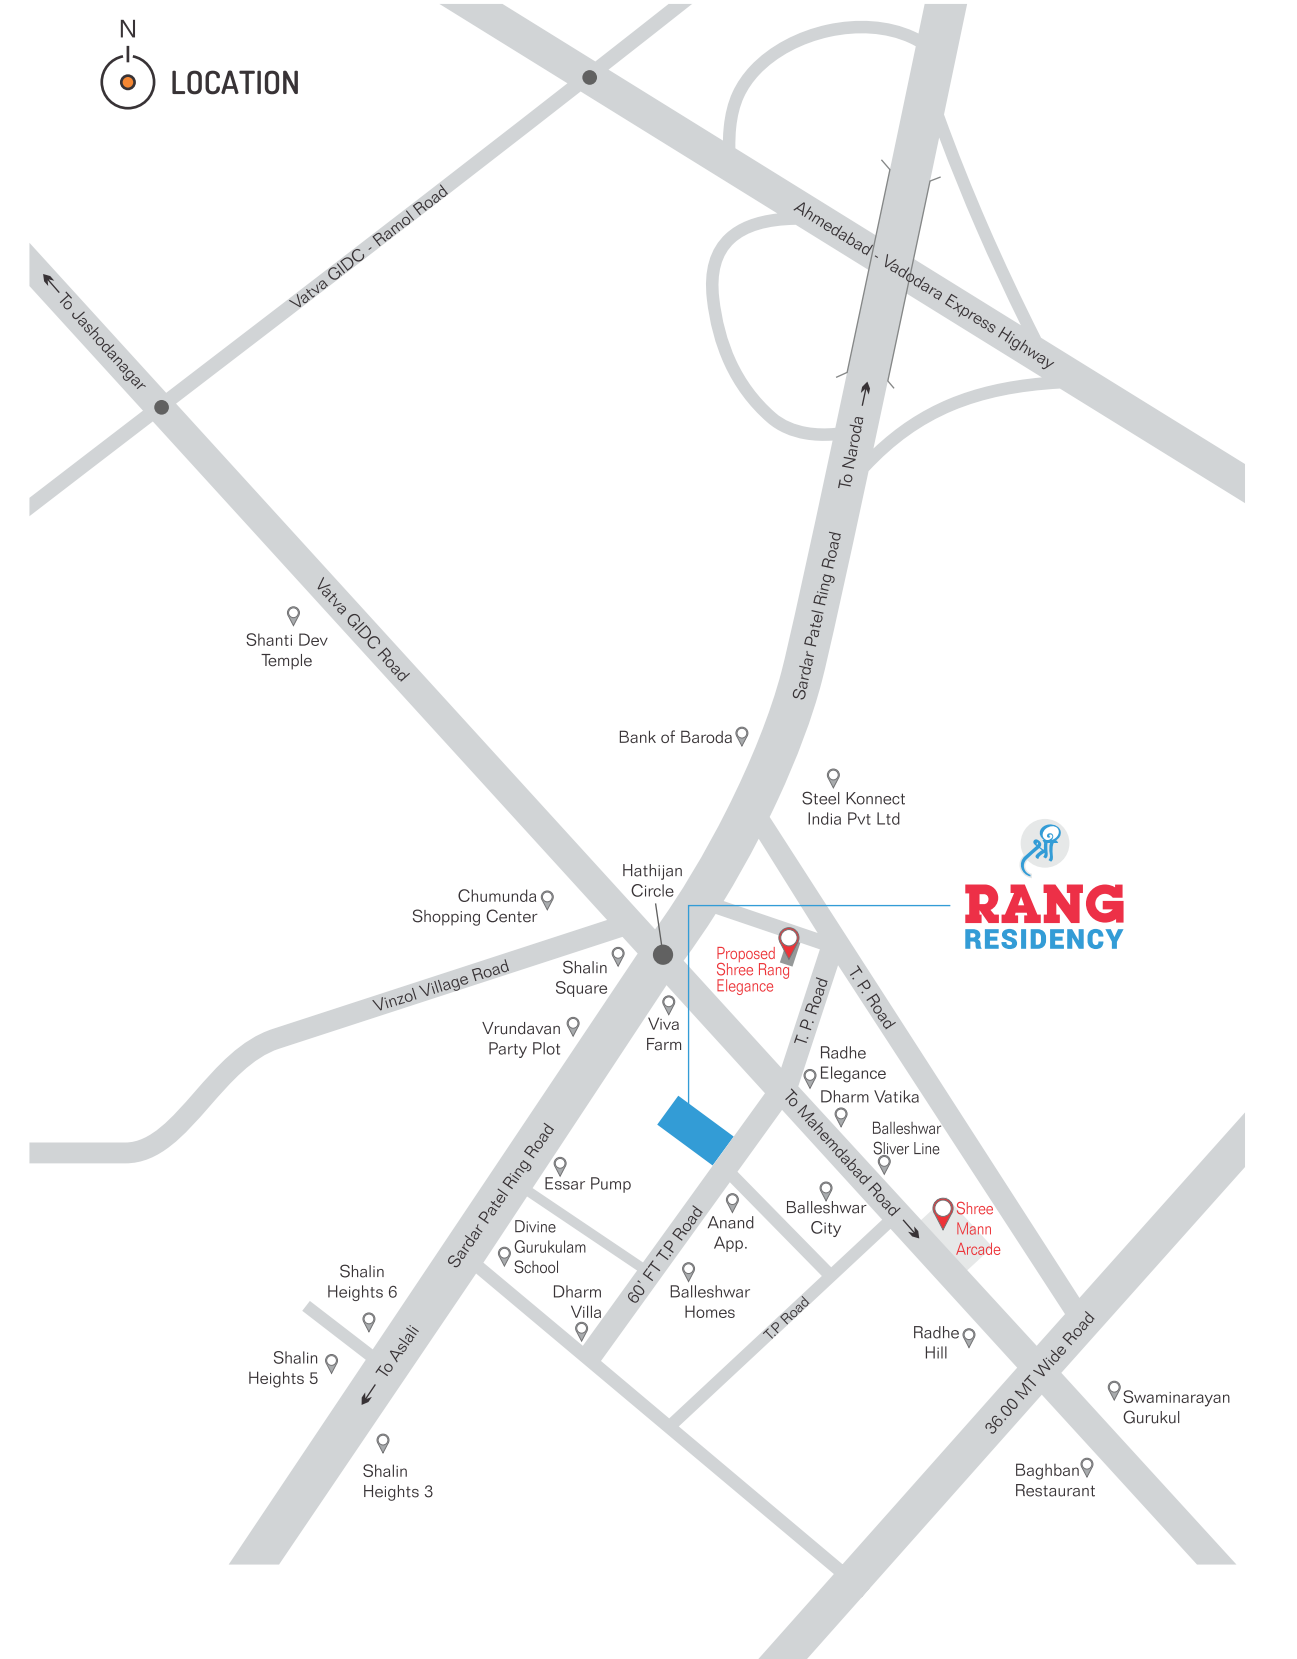 N
LOCATION
Vatva GIDC - Ramol Road
Ahmedabad - Vadodara Express Highway
To Jashodanagar
To Naroda
Sardar Patel Ring Road
Vatva GIDC Road
Shanti Dev
Temple
Bank of Baroda
Steel Konnect
India Pvt Ltd
श्री
RANG
RESIDENCY
Hathijan
Circle
Chumunda
Shopping Center
Vinzol Village Road
Shalin
Square
Proposed
Shree Rang
Elegance
T. P. Road
T. P. Road
Vrundavan
Party Plot
Viva
Farm
Radhe
Elegance
Dharm Vatika
Balleshwar
Sliver Line
To Mahemdabad Road
Sardar Patel Ring Road
Essar Pump
Balleshwar
City
Anand
App.
Shree
Mann
Arcade
Divine
Gurukulam
School
60' FT T.P Road
Shalin
Heights 6
Dharm
Villa
Balleshwar
Homes
T.P Road
Radhe
Hill
36.00 MT Wide Road
To Aslali
Shalin
Heights 5
Swaminarayan
Gurukul
Shalin
Heights 3
Baghban
Restaurant